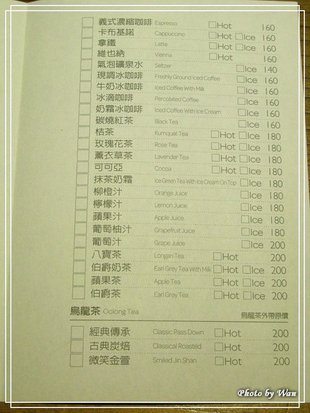 義式濃縮咖啡 Espresso □Hot 160
卡布基諾 Cappuccino □Hot □Ice 160
拿鐵 Latte □Hot □Ice 160
維也納 Vienna □Hot 160
氣泡礦泉水 Seltzer □Ice 140
現調冰咖啡 Freshly Ground Iced Coffee □Ice 160
牛奶冰咖啡 Iced Coffee With Milk □Ice 160
冰滴咖啡 Percolated Coffee □Ice 160
奶霜冰咖啡 Iced Coffee With Ice Cream □Ice 160
碳燒紅茶 Black Tea □Ice 160
桔茶 Kumquat Tea □Hot □Ice 180
玫瑰花茶 Rose Tea □Hot □Ice 180
薰衣草茶 Lavender Tea □Hot □Ice 180
可可亞 Cocoa □Hot □Ice 180
抹茶奶霜 Ice Green Tea With Ice Cream On Top □Ice 180
柳橙汁 Orange Juice □Ice 180
檸檬汁 Lemon Juice □Ice 180
蘋果汁 Apple Juice □Ice 180
葡萄柚汁 Grapefruit Juice □Ice 180
葡萄汁 Grape Juice □Ice 200
八寶茶 Longan Tea □Hot 200
伯爵奶茶 Earl Grey Tea With Milk □Hot □Ice 200
蘋果茶 Apple Tea □Hot □Ice 200
伯爵茶 Earl Grey Tea □Hot □Ice 200
烏龍茶 Oolong Tea 烏龍茶外帶原價
經典傳承 Classic Pass Down □Hot 200
古典炭焙 Classical Roasted □Hot 200
微笑金萱 Smiled Jin Shan □Hot 200
Photo by Wan